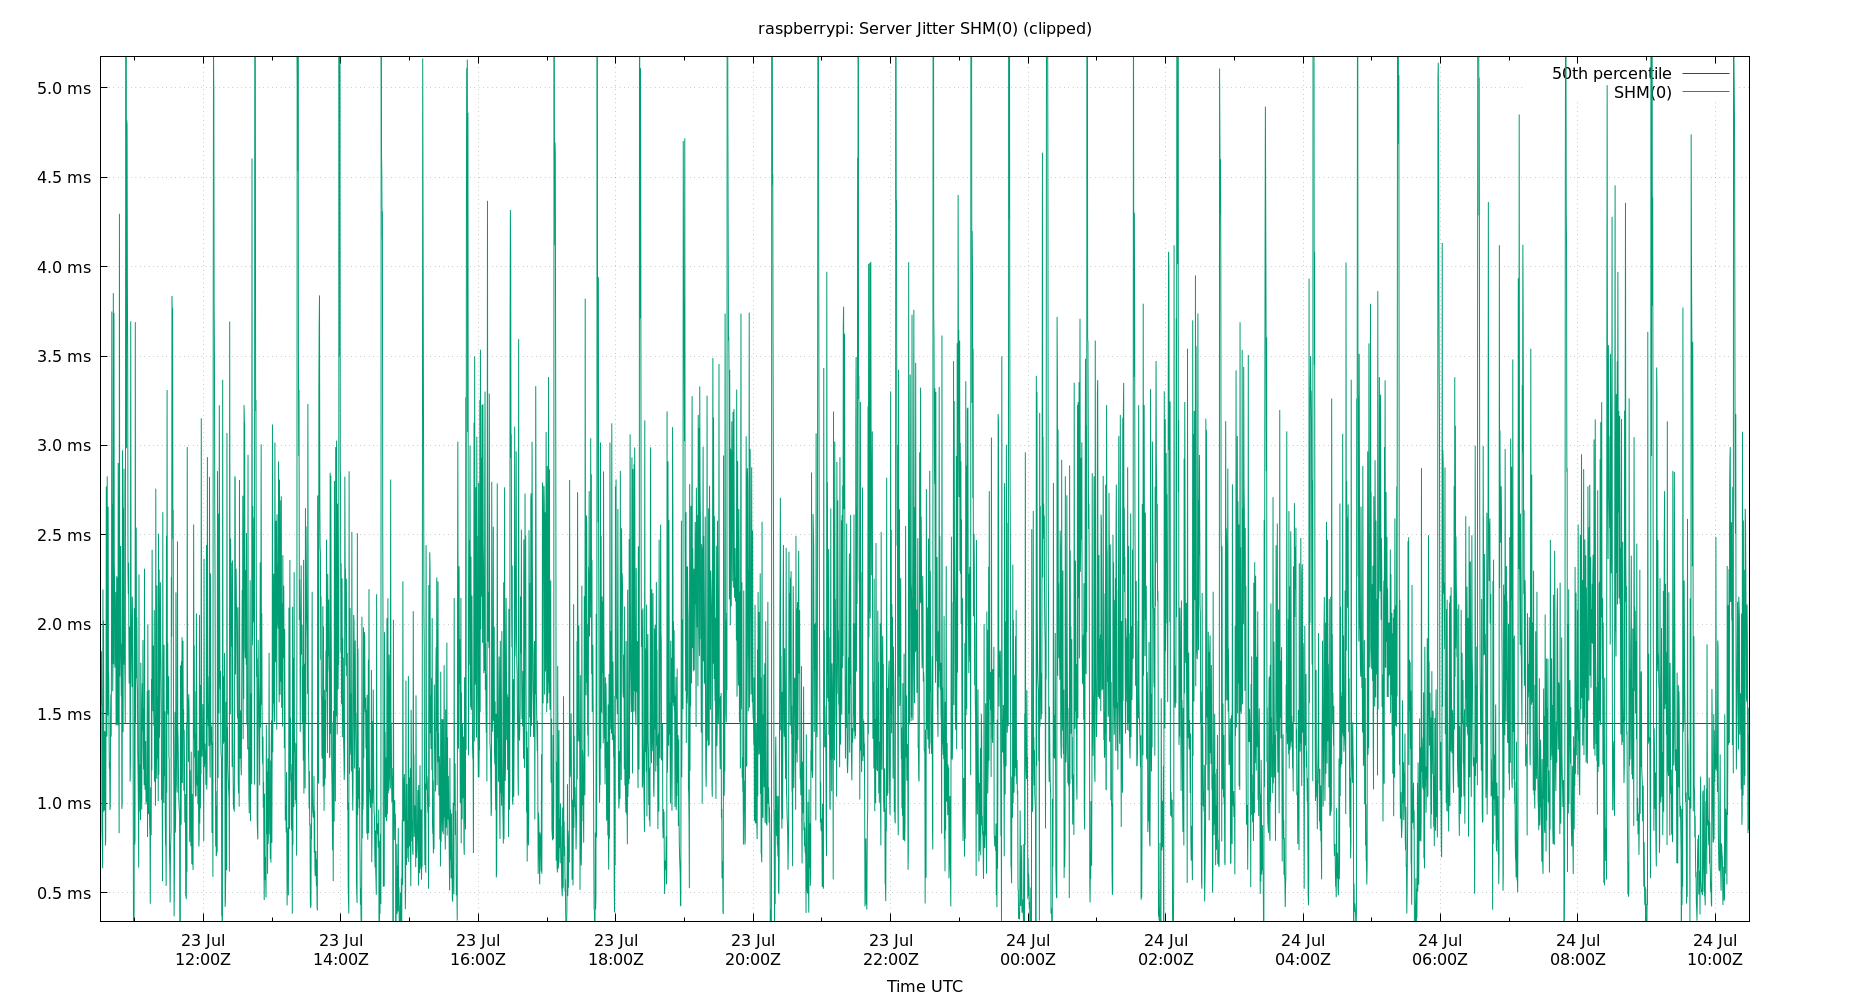 raspberrypi: Server Jitter SHM(0) (clipped)
50th percentile
SHM(0)
5.0 ms
4.5 ms
4.0 ms
3.5 ms
3.0 ms
2.5 ms
2.0 ms
1.5 ms
1.0 ms
0.5 ms
23 Jul 23 Jul 23 Jul 23 Jul 23 Jul 23 Jul 24 Jul 24 Jul 24 Jul 24 Jul 24 Jul 24 Jul
12:00Z 14:00Z 16:00Z 18:00Z 20:00Z 22:00Z 00:00Z 02:00Z 04:00Z 06:00Z 08:00Z 10:00Z
Time UTC